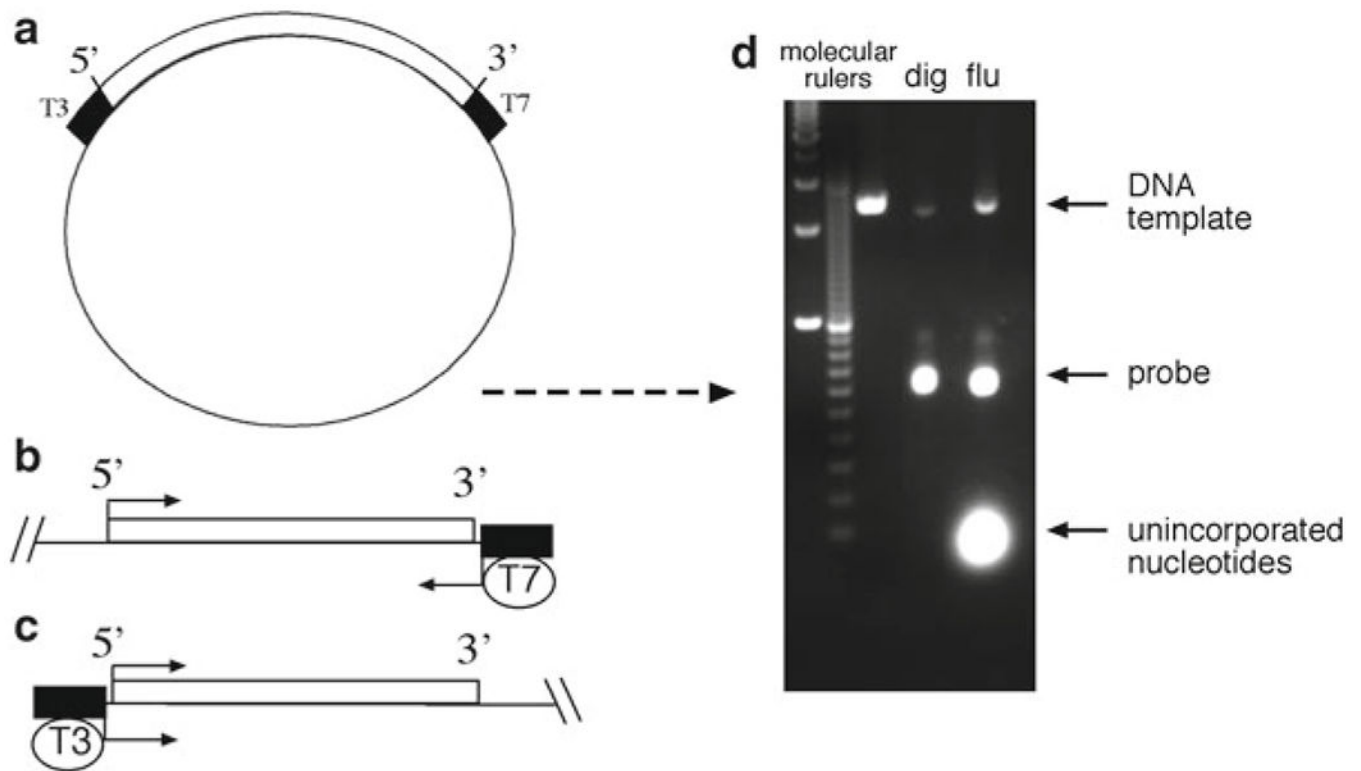 a
5’
3’
T3
T7
b
5’
3’
T7
c
5’
3’
T3
d
molecular
rulers
dig
flu
DNA
template
probe
unincorporated
nucleotides